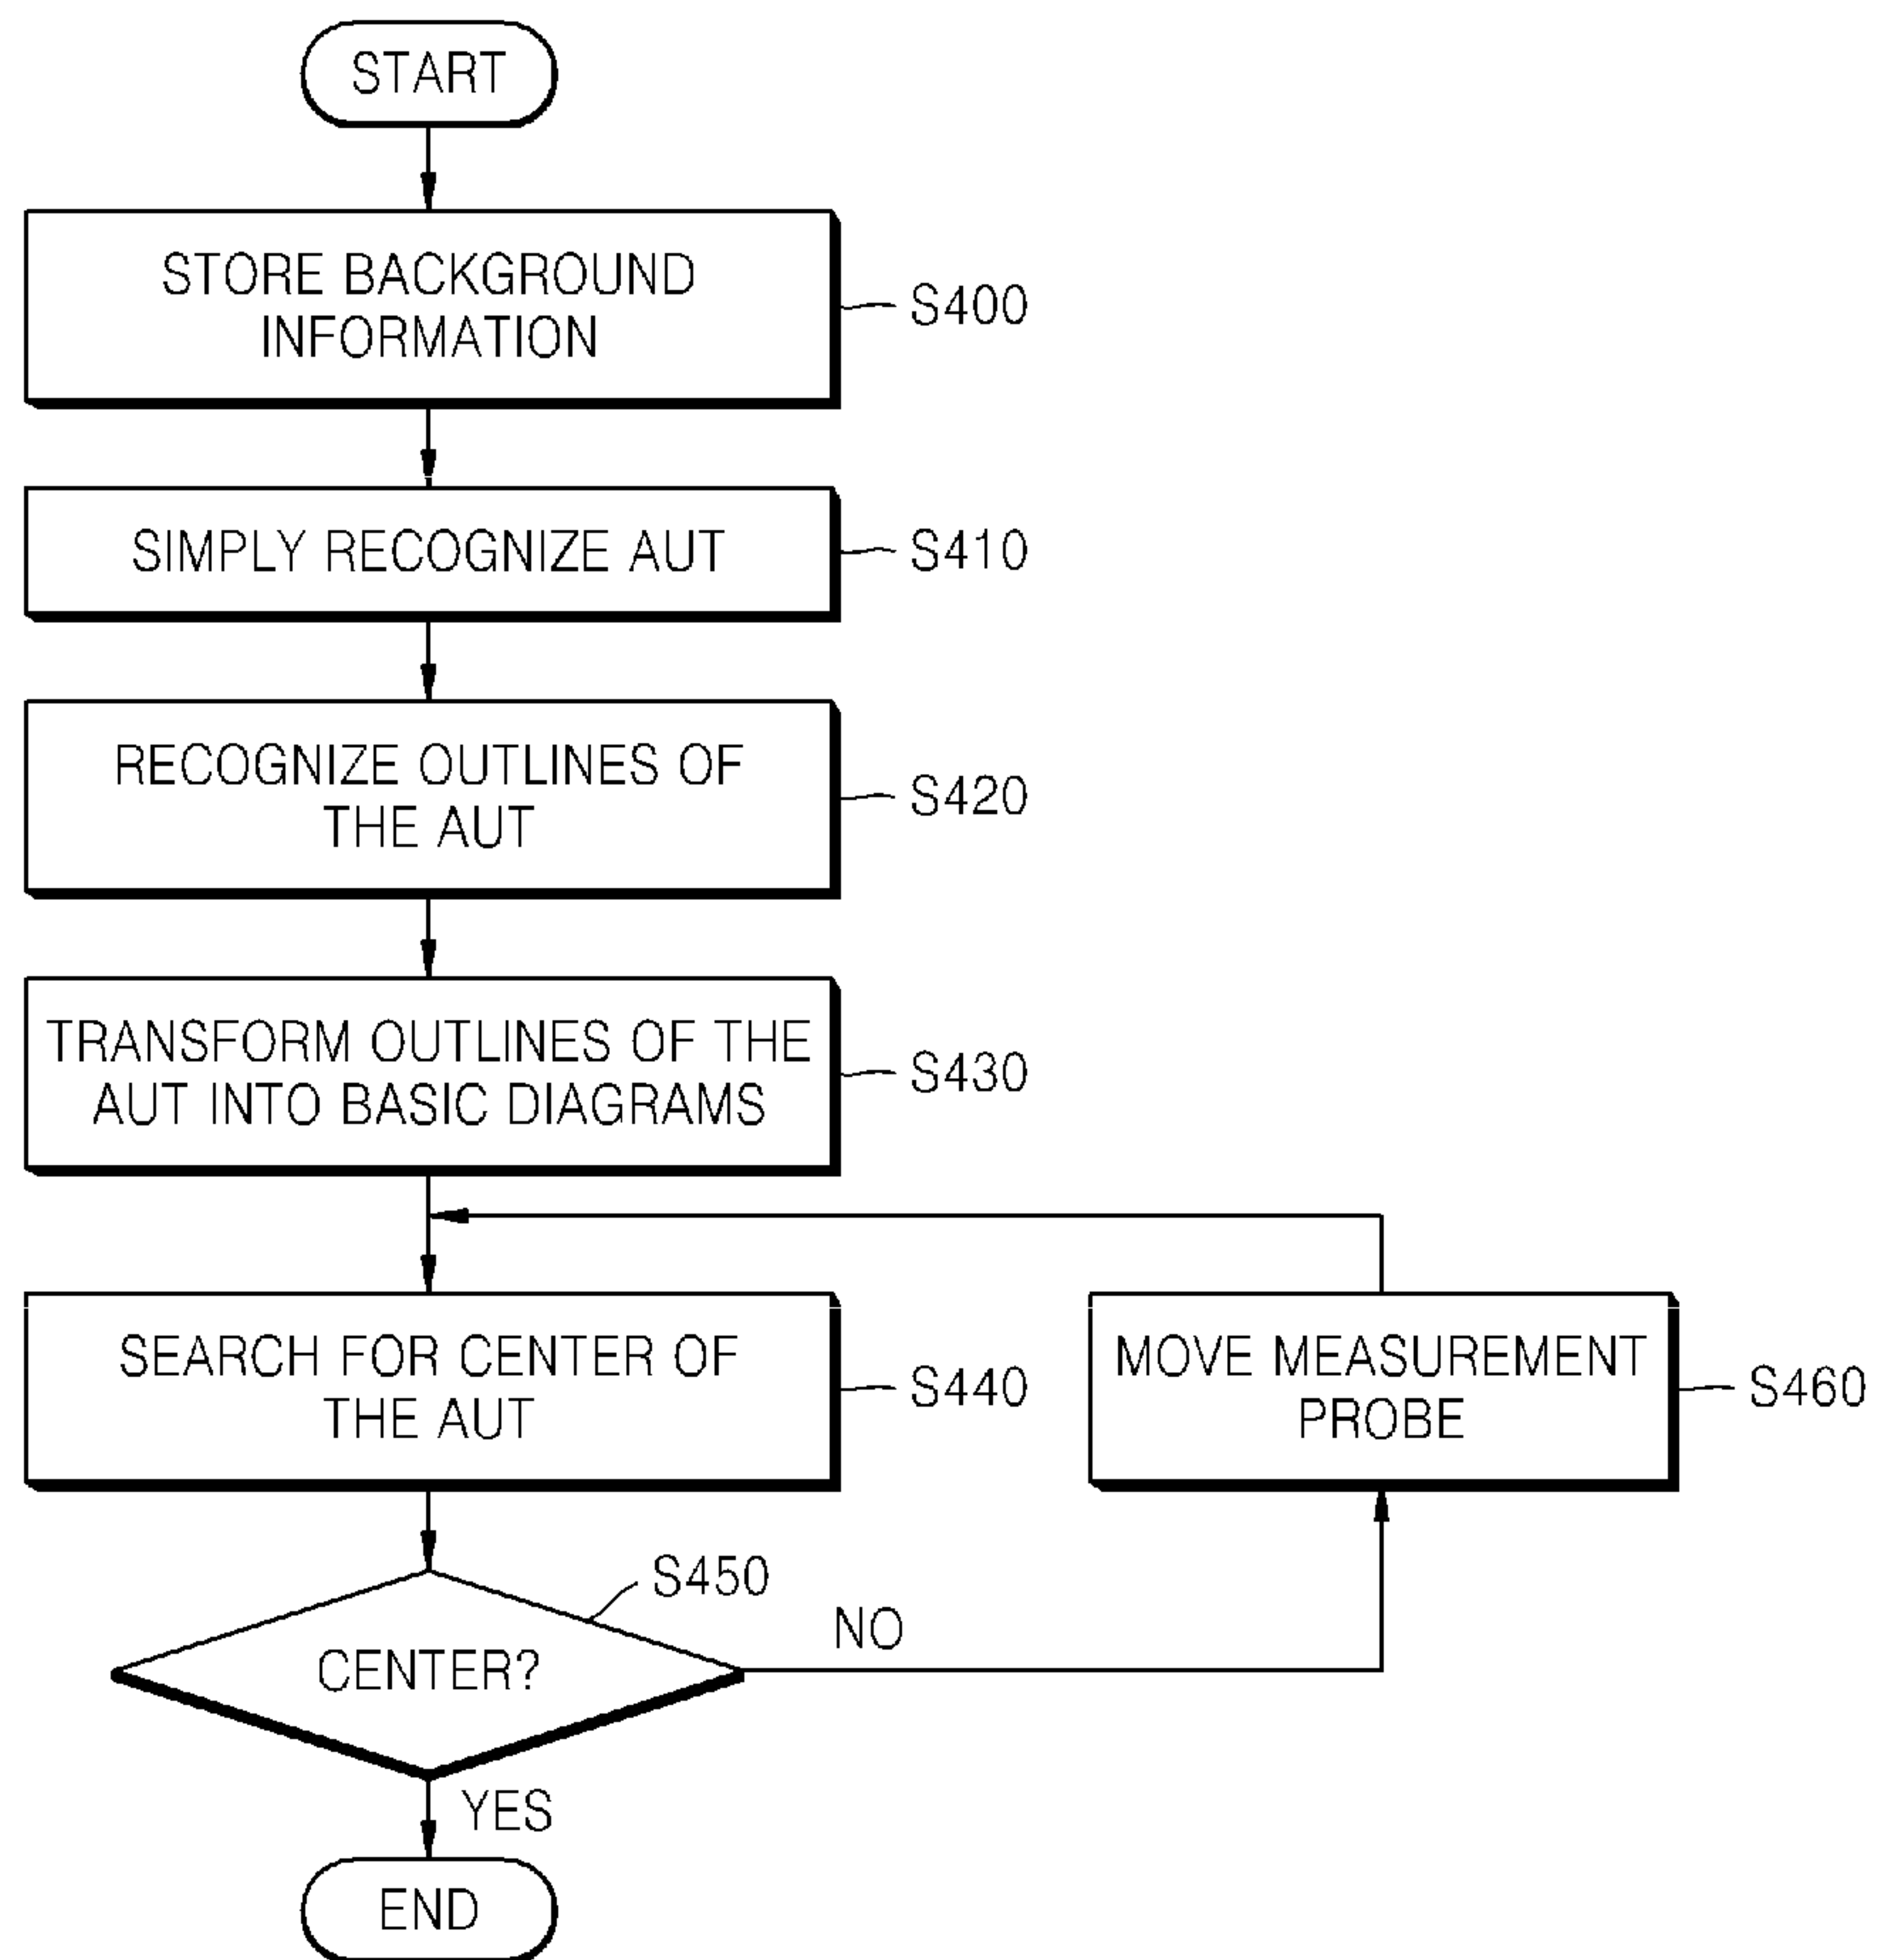 START
STORE BACKGROUND
INFORMATION
S400
SIMPLY RECOGNIZE AUT
S410
RECOGNIZE OUTLINES OF
THE AUT
S420
TRANSFORM OUTLINES OF THE
AUT INTO BASIC DIAGRAMS
S430
SEARCH FOR CENTER OF
THE AUT
S440
MOVE MEASUREMENT
PROBE
S460
S450
CENTER?
NO
YES
END